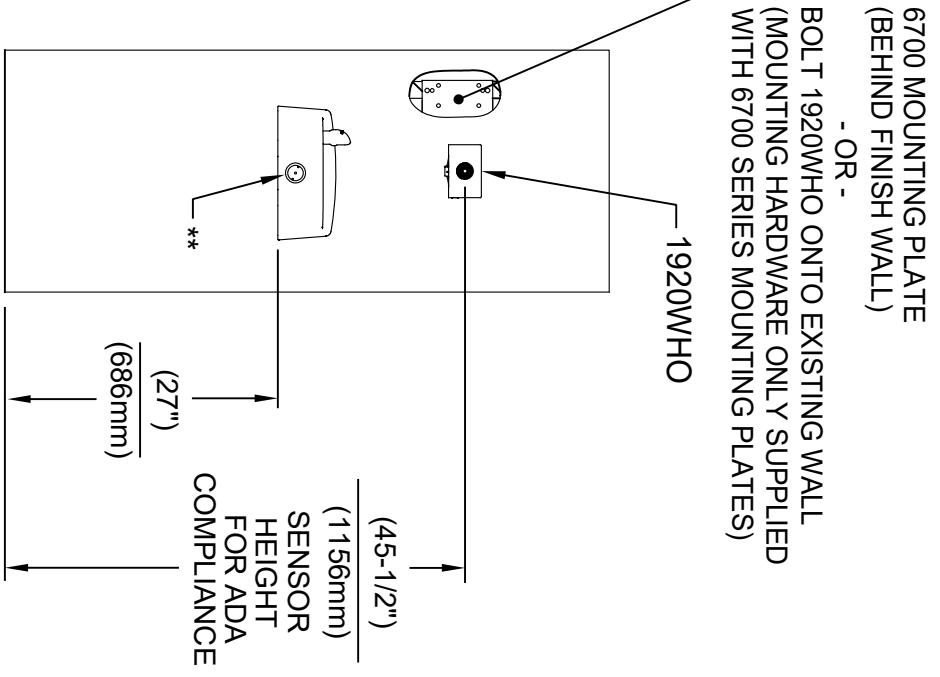 6700 MOUNTING PLATE
(BEHIND FINISH WALL)
- OR -
BOLT 1920WHO ONTO EXISTING WALL
(MOUNTING HARDWARE ONLY SUPPLIED
WITH 6700 SERIES MOUNTING PLATES)
1920WHO
**
(45-1/2")
(1156mm)
SENSOR
HEIGHT
FOR ADA
COMPLIANCE
(27")
(686mm)